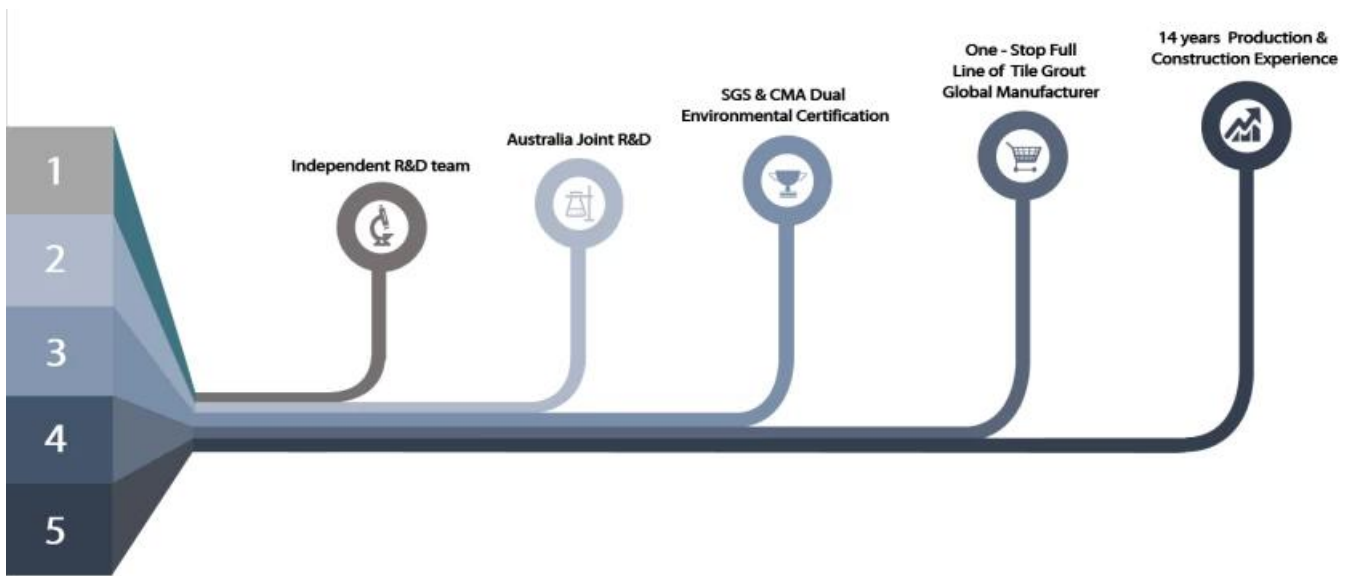 1
2
3
4
5
Independent R&D team
Australia Joint R&D
SGS & CMA Dual
Environmental Certification
One - Stop Full
Line of Tile Grout
Global Manufacturer
14 years Production &
Construction Experience